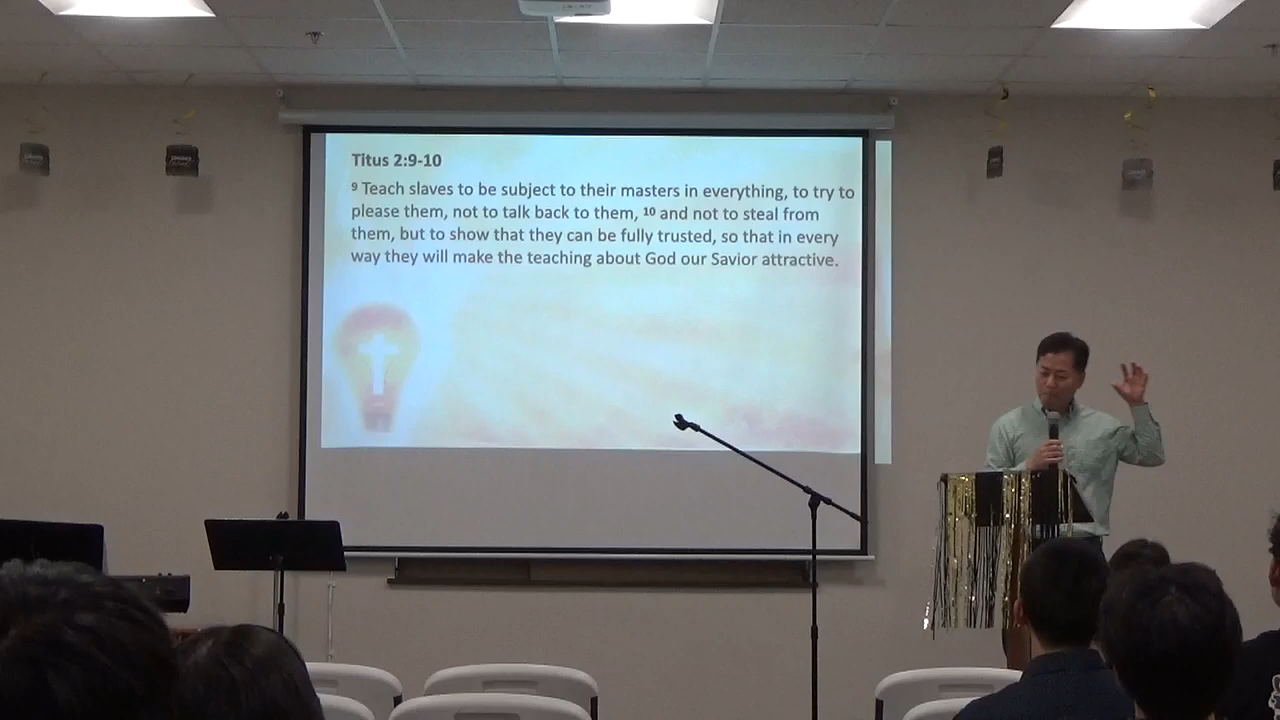 Titus 2:9-10
9 Teach slaves to be subject to their masters in everything, to try to
please them, not to talk back to them, 10 and not to steal from
them, but to show that they can be fully trusted, so that in every
way they will make the teaching about God our Savior attractive.